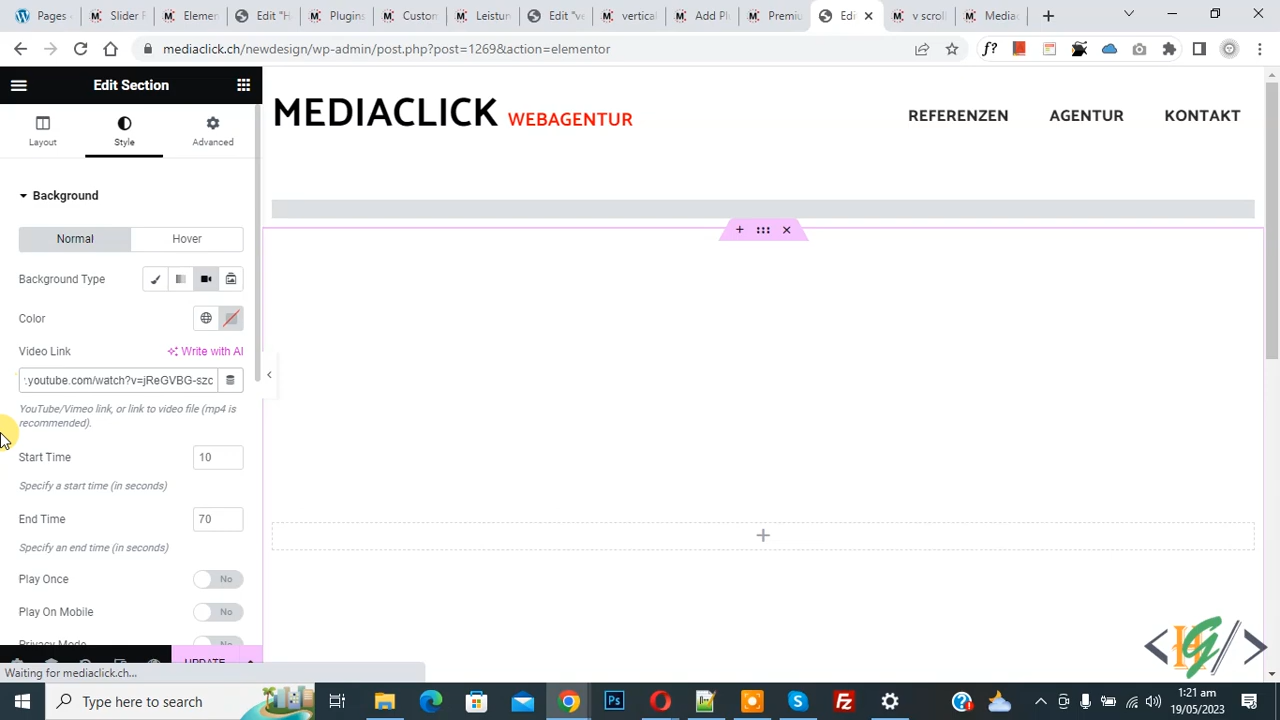 Pages
Slider F
Elemen
Edit "H
Plugins
Custom
Leistun
Edit "ve
vertical
Add Pl
Premiu
Edi
v scroll
Mediac
mediaclick.ch/newdesign/wp-admin/post.php?post=1269&action=elementor
Edit Section
Layout
Style
Advanced
MEDIACLICK WEBAGENTUR
REFERENZEN AGENTUR KONTAKT
Background
Normal Hover
Background Type
Color
Video Link Write with AI
.youtube.com/watch?v=jReGVBG-szc
YouTube/Vimeo link, or link to video file (mp4 is
recommended).
Start Time 10
Specify a start time (in seconds)
End Time 70
Specify an end time (in seconds)
Play Once No
Play On Mobile No
Privacy Mode No
UPDATE
Waiting for mediaclick.ch...
Type here to search
1:21 am
19/05/2023